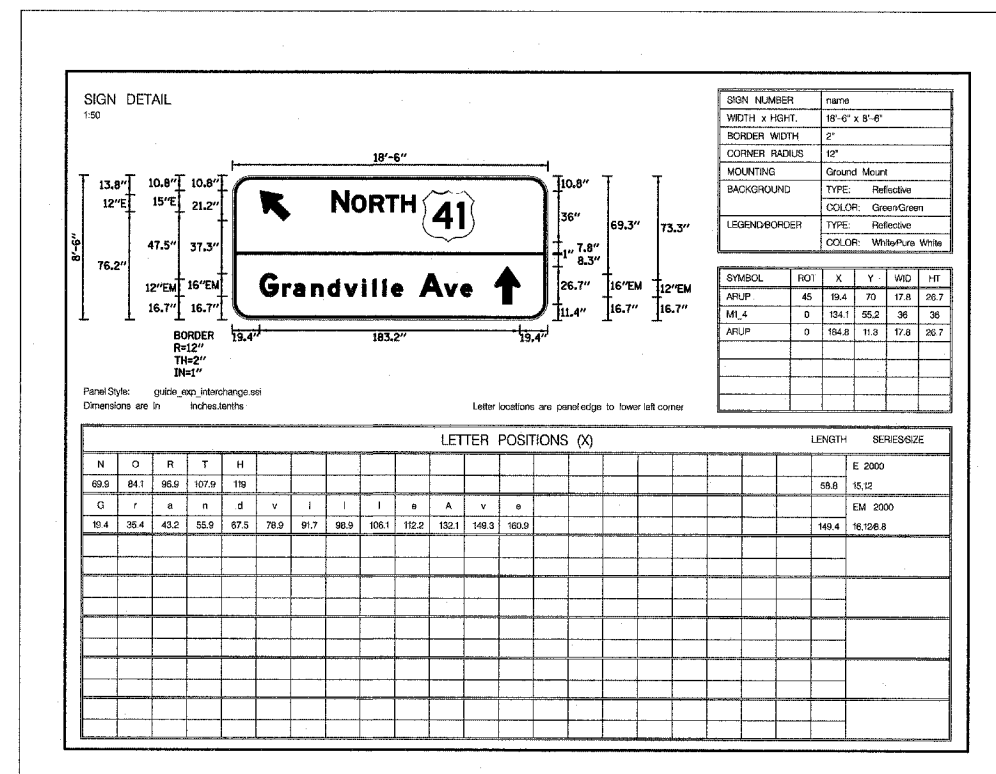 SIGN DETAIL
1:50
18'-6"
13.8" 10.8" 10.8" 10.8"
12"E 15"E 21.2" 36" 69.3" 73.3"
NORTH 41
8'-6"
76.2" 47.5" 37.3" 1" 7.8"
8.3"
12"EM 16"EM 26.7" 16"EM 12"EM
Grandville Ave
16.7" 16.7" 11.4" 16.7" 16.7"
19.4" 183.2" 19.4"
BORDER
R=12"
TH=2"
IN=1"
Panel Style: guide_exp_interchange.ssi
Dimensions are in inches.tenths Letter locations are panel edge to lower left corner
SIGN NUMBER name
WIDTH x HGHT. 18'-6" x 8'-6"
BORDER WIDTH 2"
CORNER RADIUS 12"
MOUNTING Ground Mount
BACKGROUND TYPE: Reflective
COLOR: Green/Green
LEGEND/BORDER TYPE: Reflective
COLOR: White/Pure White
SYMBOL ROT X Y WID HT
ARUP 45 19.4 70 17.8 26.7
M1_4 0 134.1 55.2 36 36
ARUP 0 184.8 11.3 17.8 26.7
LETTER POSITIONS (X) LENGTH SERIES/SIZE
N O R T H E 2000
69.9 84.1 96.9 107.9 119 58.8 15,12
G r a n d v i l l e A v e EM 2000
19.4 35.4 43.2 55.9 67.5 78.9 91.7 98.9 106.1 112.2 132.1 149.3 160.9 149.4 16,12/8.8